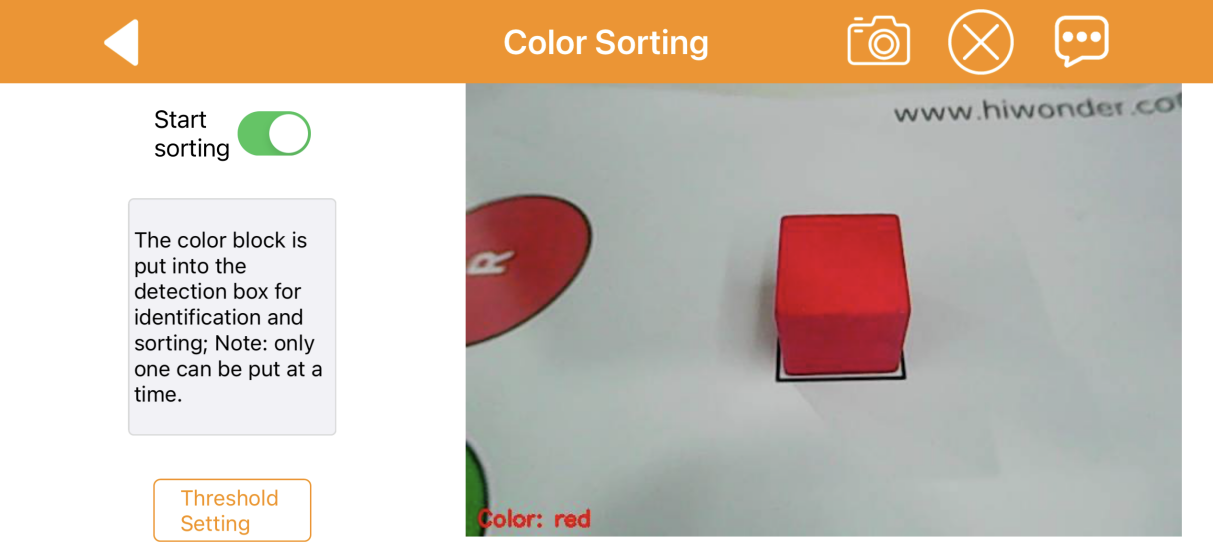 Color Sorting
Start
sorting
The color block is
put into the
detection box for
identification and
sorting; Note: only
one can be put at a
time.
Threshold
Setting
www.hiwonder.co
R
Color: red